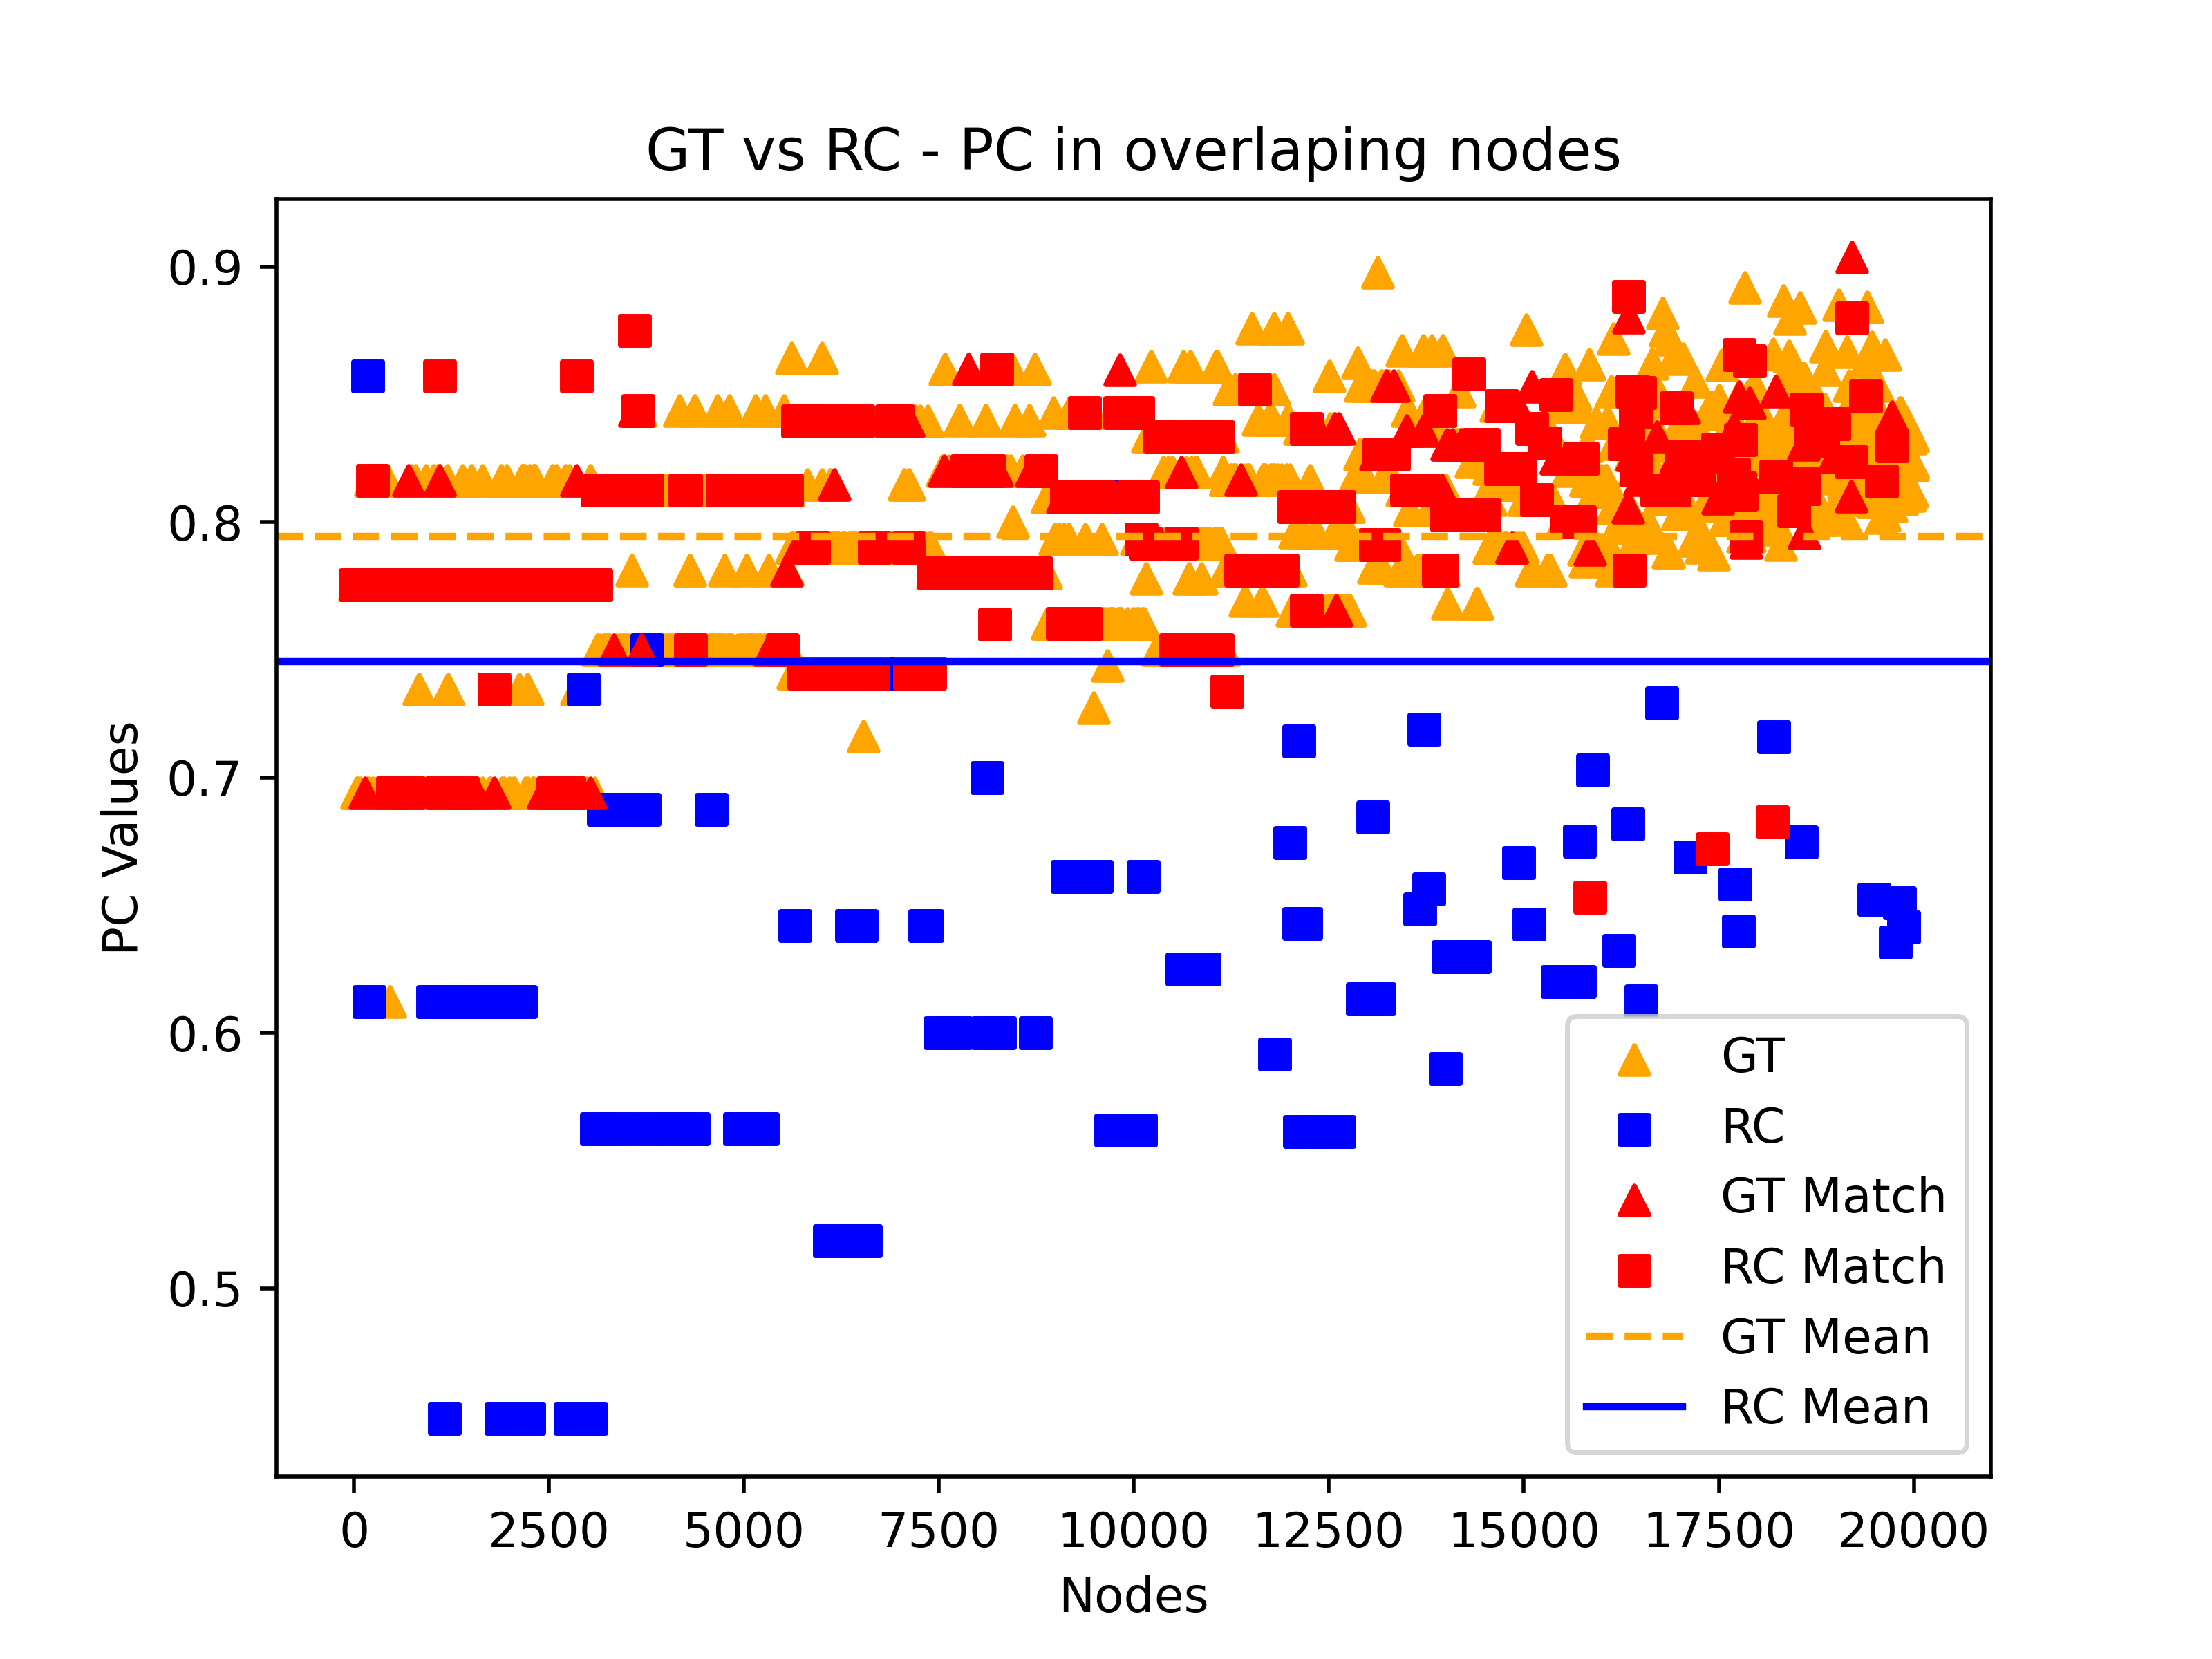 GT vs RC - PC in overlaping nodes
PC Values
0.9
0.8
0.7
0.6
0.5
GT
RC
GT Match
RC Match
GT Mean
RC Mean
0 2500 5000 7500 10000 12500 15000 17500 20000
Nodes